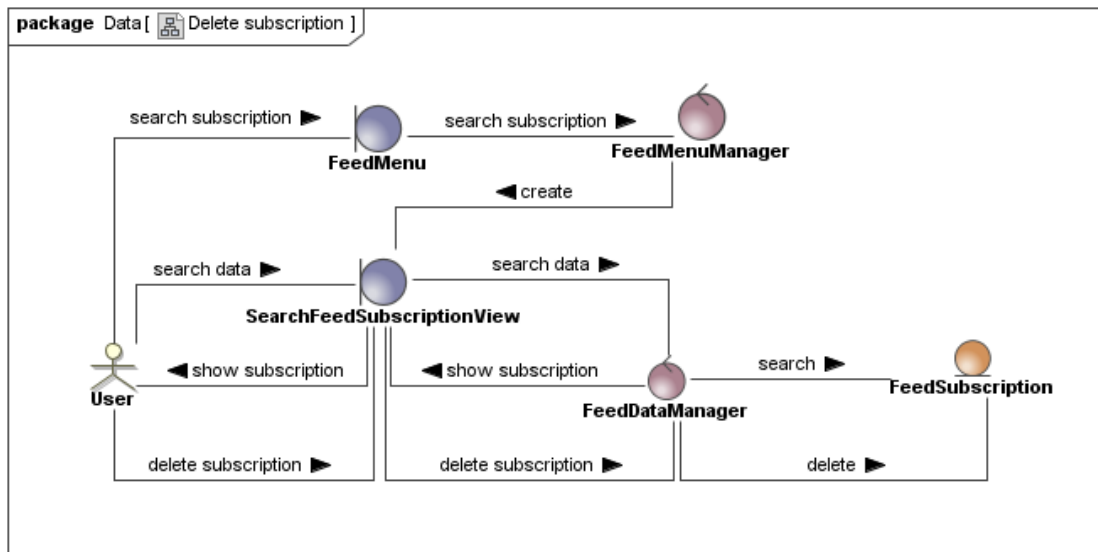 package Data [ Delete subscription ]
search subscription
search subscription
FeedMenu
FeedMenuManager
create
search data
search data
SearchFeedSubscriptionView
show subscription
show subscription
search
User
FeedDataManager
FeedSubscription
delete subscription
delete subscription
delete